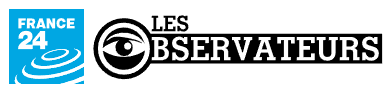 FRANCE
24
LES
OBSERVATEURS